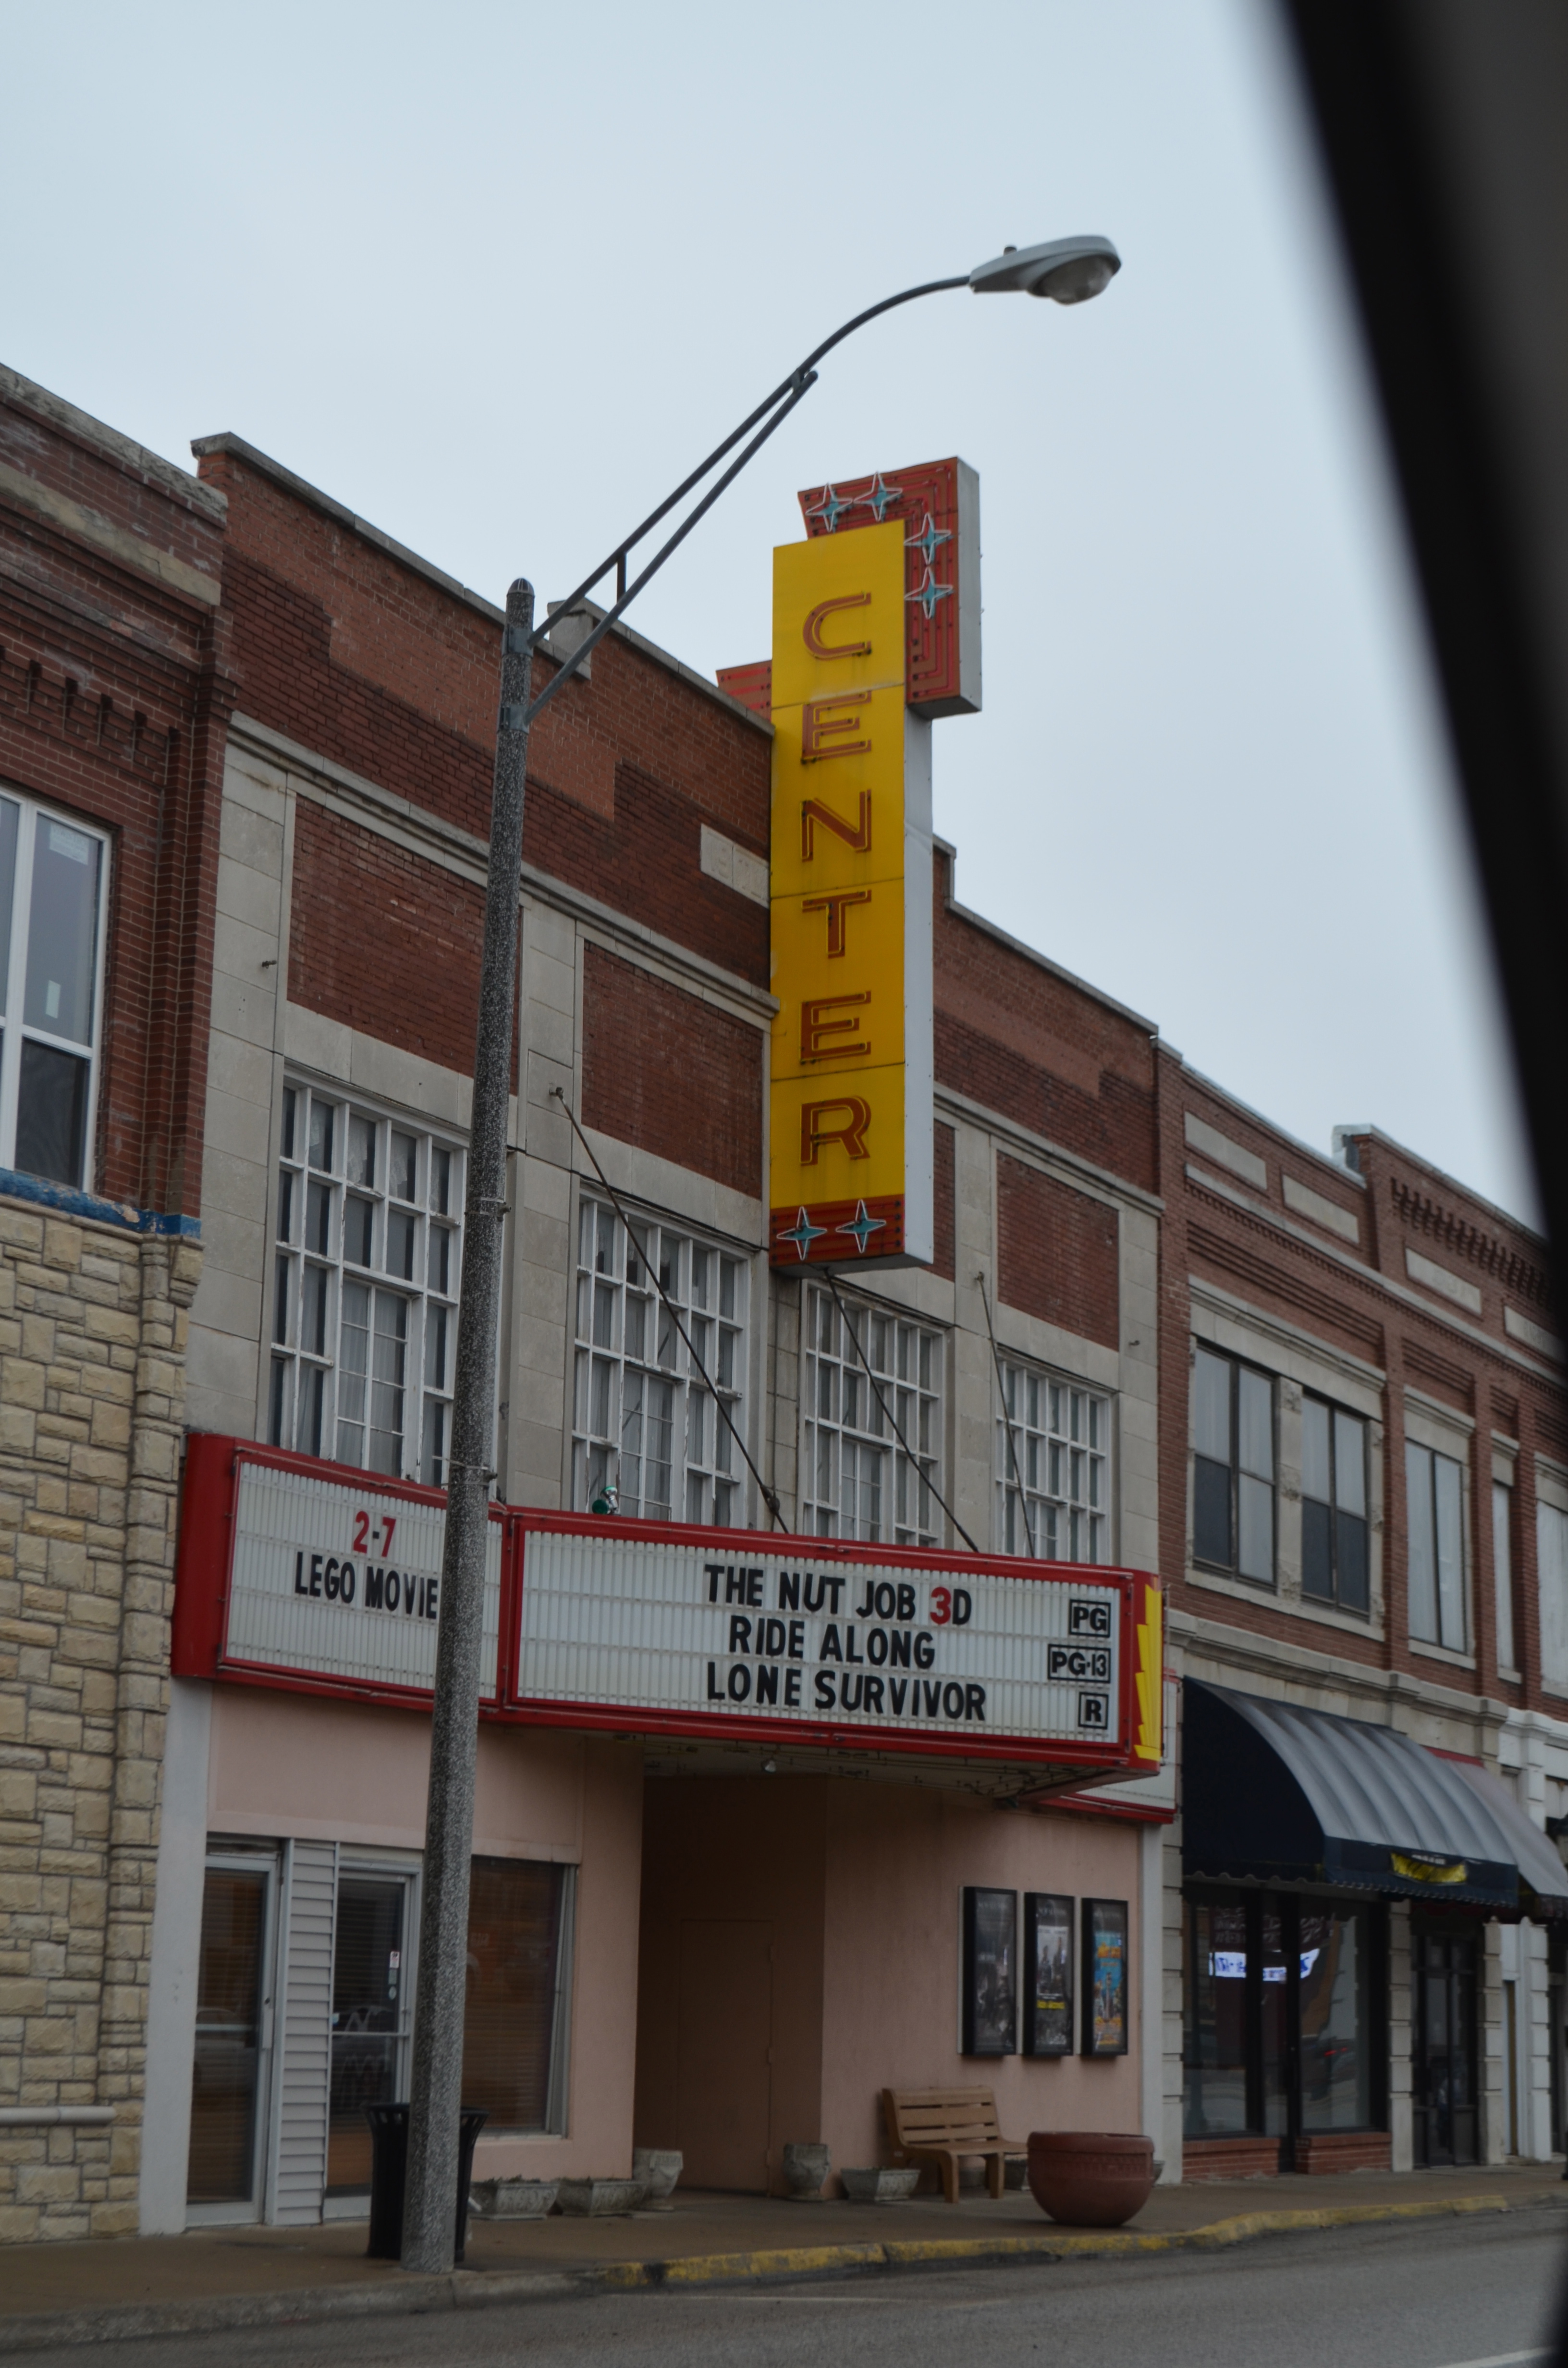 CENTER
2-7
LEGO MOVIE
THE NUT JOB 3D PG
RIDE ALONG PG-13
LONE SURVIVOR R